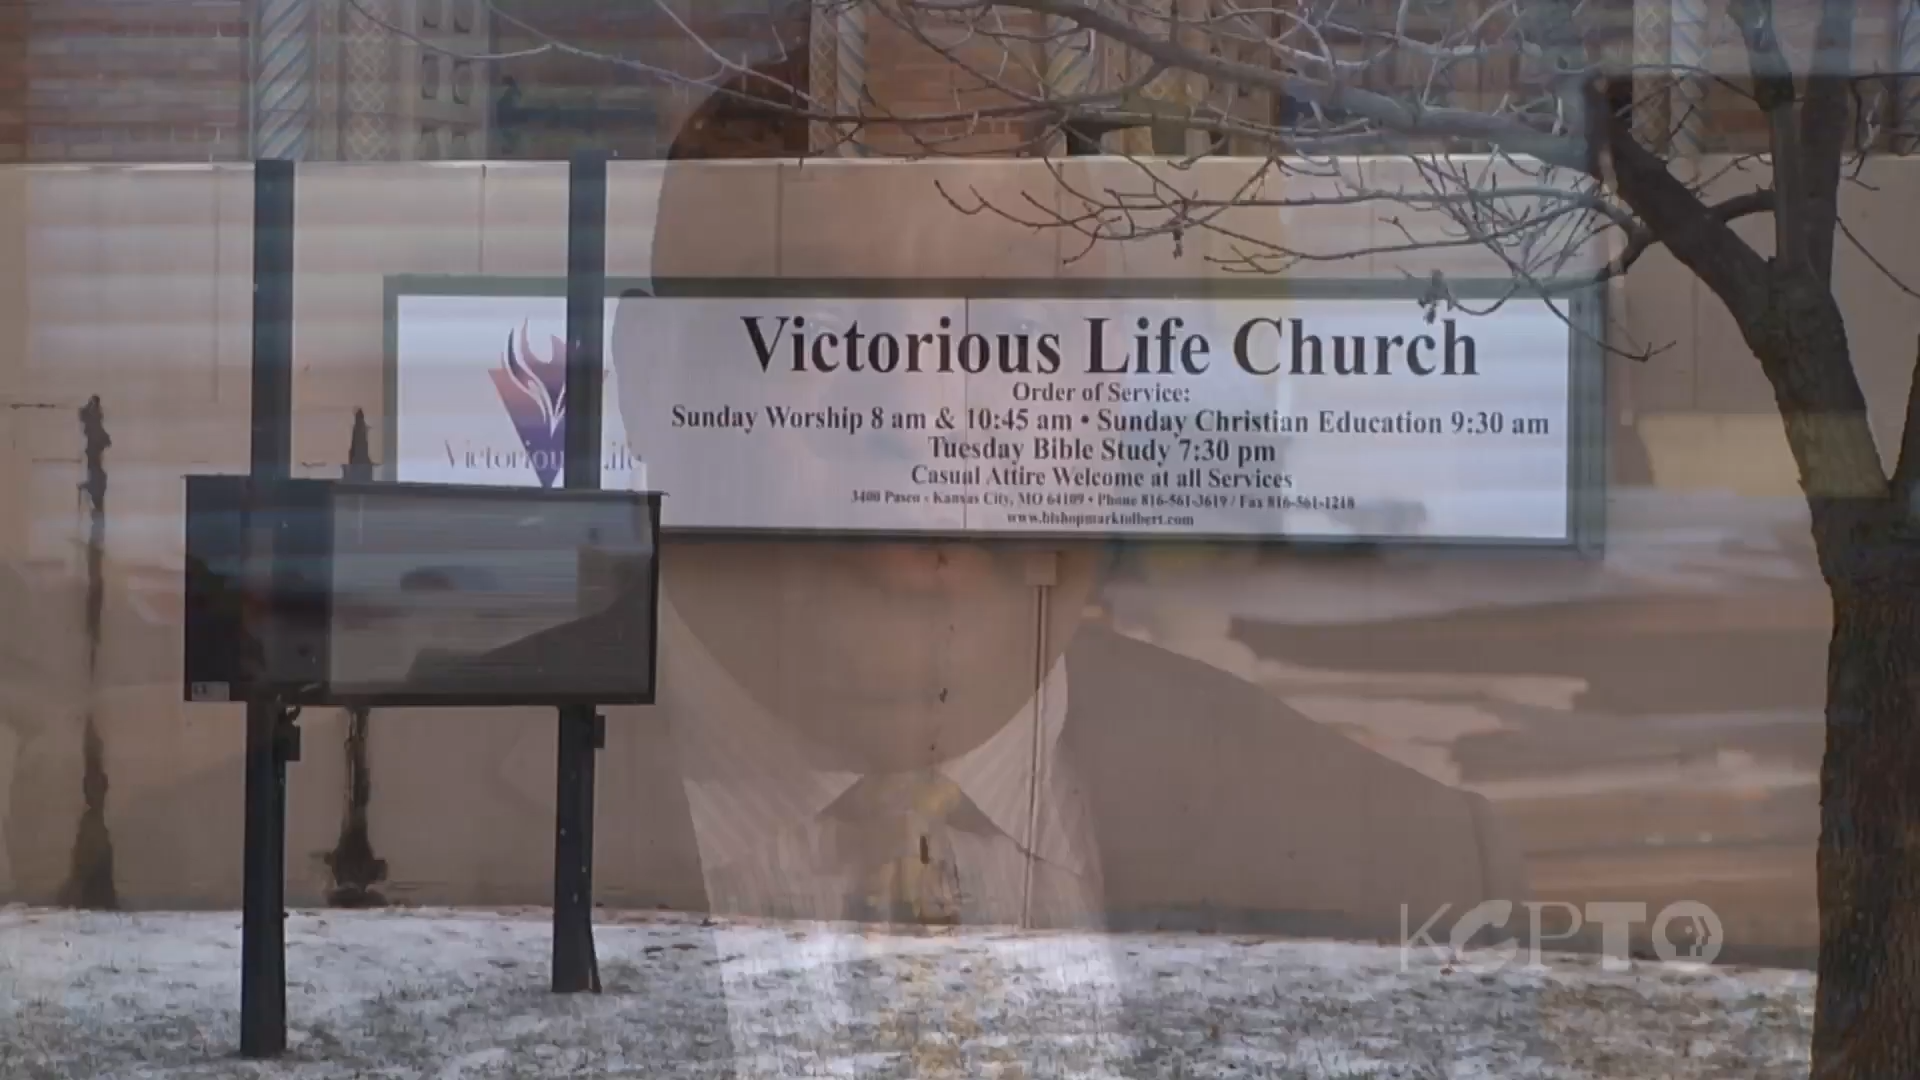 Victorious Life Church
Order of Service:
Sunday Worship 8 am & 10:45 am • Sunday Christian Education 9:30 am
Tuesday Bible Study 7:30 pm
Casual Attire Welcome at all Services
3400 Paseo • Kansas City, MO 64109 • Phone 816-561-3619 / Fax 816-561-1218
www.bishopmarktolbert.com
Victorious Life
KCPT